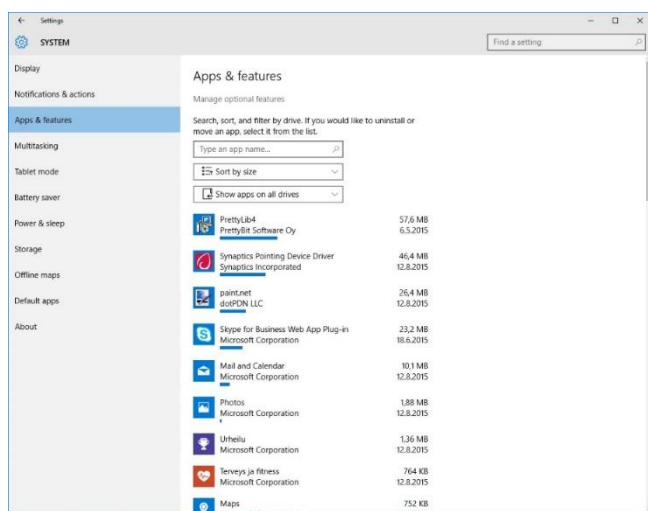 Settings
SYSTEM
Find a setting
Display
Notifications & actions
Apps & features
Multitasking
Tablet mode
Battery saver
Power & sleep
Storage
Offline maps
Default apps
About
Apps & features
Manage optional features
Search, sort, and filter by drive. If you would like to uninstall or
move an app, select it from the list.
Type an app name...
Sort by size
Show apps on all drives
PrettyLib4 57,6 MB
PrettyBit Software Oy 6.5.2015
Synaptics Pointing Device Driver 46,4 MB
Synaptics Incorporated 12.8.2015
paint.net 26,4 MB
dotPDN LLC 12.8.2015
Skype for Business Web App Plug-in 23,2 MB
Microsoft Corporation 18.6.2015
Mail and Calendar 10,1 MB
Microsoft Corporation 12.8.2015
Photos 1,88 MB
Microsoft Corporation 12.8.2015
Urheilu 1,36 MB
Microsoft Corporation 12.8.2015
Terveys ja fitness 764 KB
Microsoft Corporation 12.8.2015
Maps 752 KB